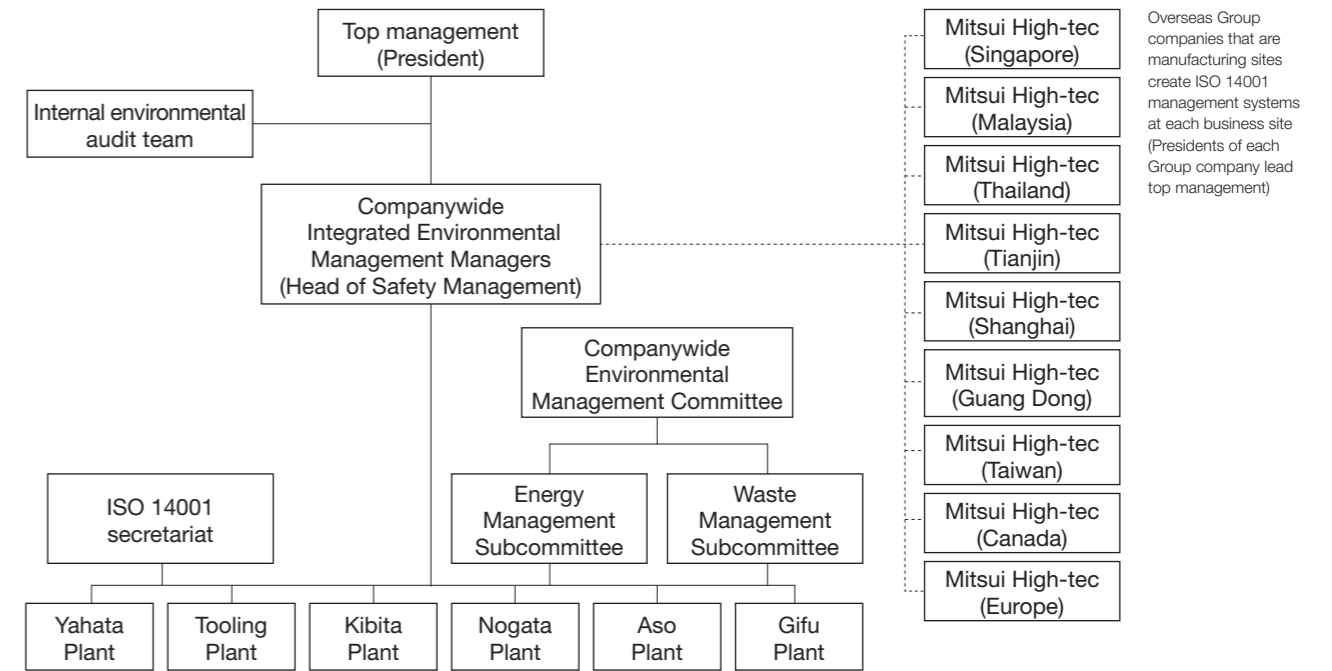 Top management
(President)
Internal environmental
audit team
Companywide
Integrated Environmental
Management Managers
(Head of Safety Management)
Companywide
Environmental
Management Committee
ISO 14001
secretariat
Energy
Management
Subcommittee
Waste
Management
Subcommittee
Yahata
Plant
Tooling
Plant
Kibita
Plant
Nogata
Plant
Aso
Plant
Gifu
Plant
Mitsui High-tec
(Singapore)
Mitsui High-tec
(Malaysia)
Mitsui High-tec
(Thailand)
Mitsui High-tec
(Tianjin)
Mitsui High-tec
(Shanghai)
Mitsui High-tec
(Guang Dong)
Mitsui High-tec
(Taiwan)
Mitsui High-tec
(Canada)
Mitsui High-tec
(Europe)
Overseas Group
companies that are
manufacturing sites
create ISO 14001
management systems
at each business site
(Presidents of each
Group company lead
top management)